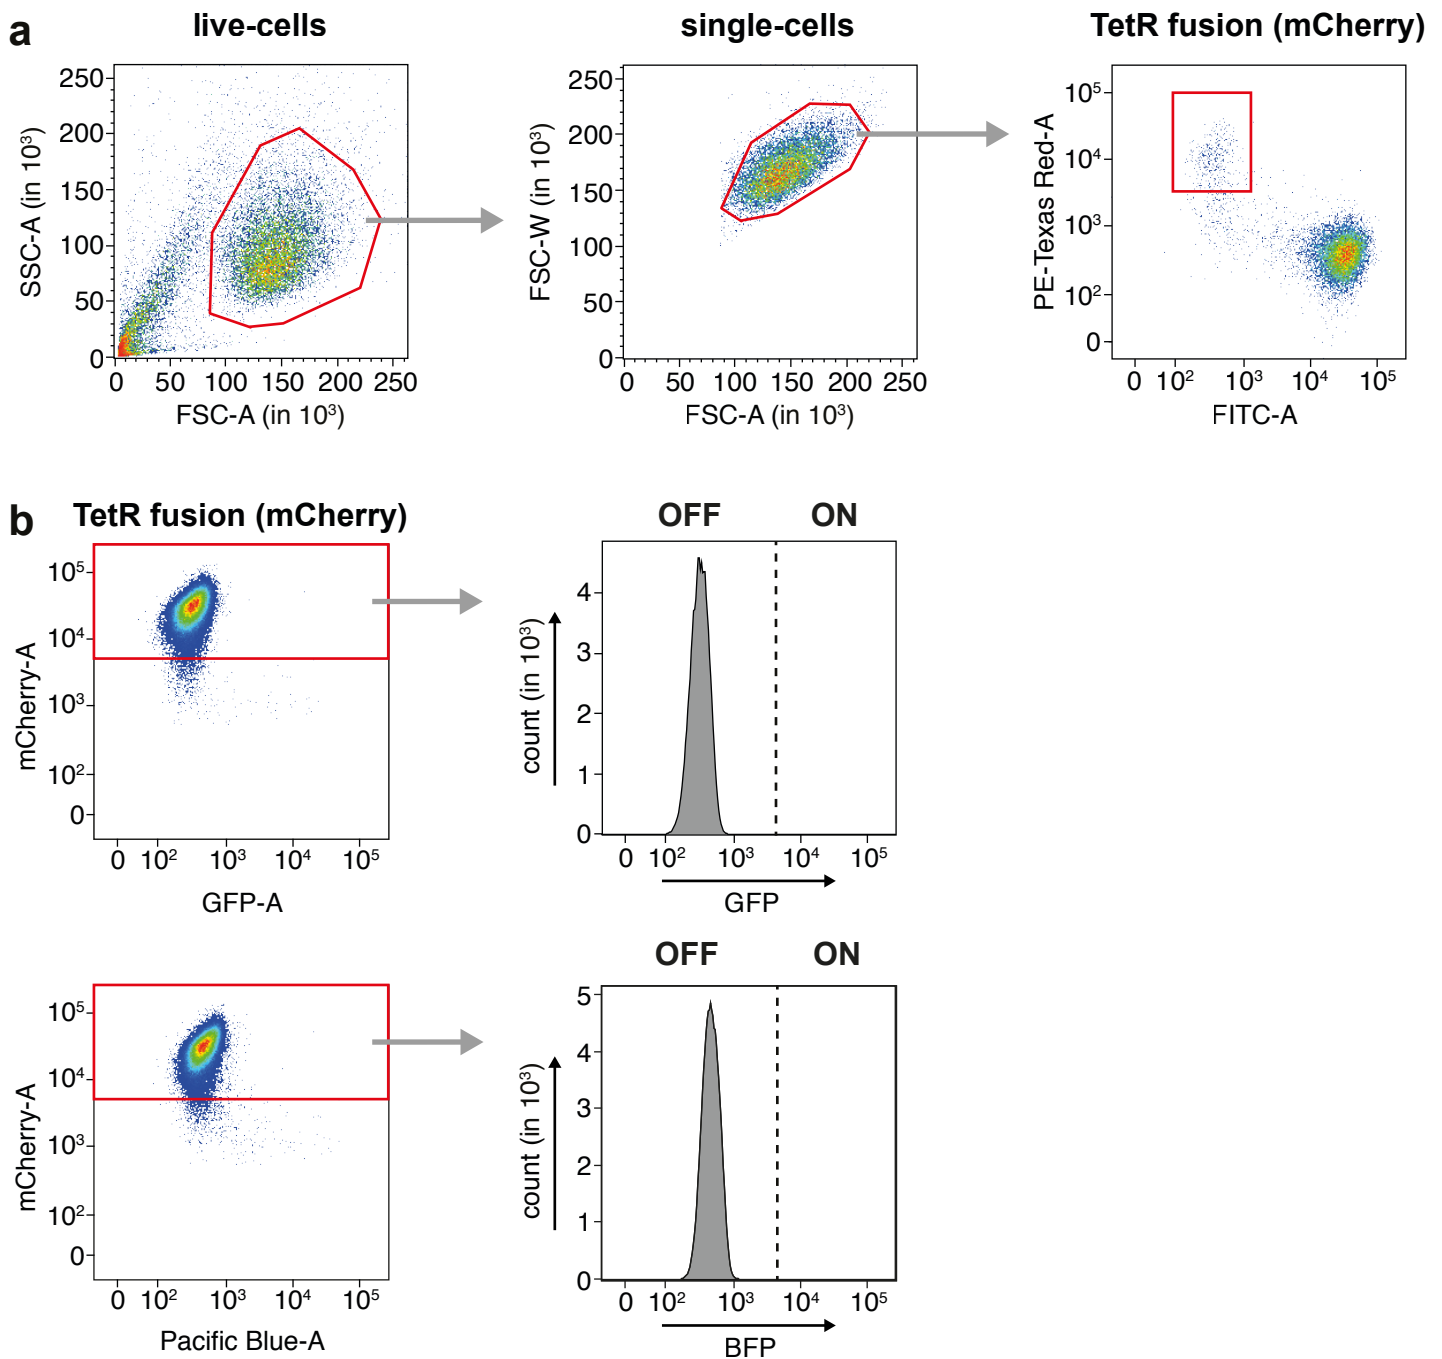 a
live-cells
single-cells
TetR fusion (mCherry)
SSC-A (in 10³)
250
200
150
100
50
0
0 50 100 150 200 250
FSC-A (in 10³)
FSC-W (in 10³)
250
200
150
100
50
0
0 50 100 150 200 250
FSC-A (in 10³)
PE-Texas Red-A
10⁵
10⁴
10³
10²
0
0 10² 10³ 10⁴ 10⁵
FITC-A
b
TetR fusion (mCherry)
mCherry-A
10⁵
10⁴
10³
10²
0
0 10² 10³ 10⁴ 10⁵
GFP-A
OFF ON
count (in 10³)
4
3
2
1
0
0 10² 10³ 10⁴ 10⁵
GFP
mCherry-A
10⁵
10⁴
10³
10²
0
0 10² 10³ 10⁴ 10⁵
Pacific Blue-A
OFF ON
count (in 10³)
5
4
3
2
1
0
0 10² 10³ 10⁴ 10⁵
BFP